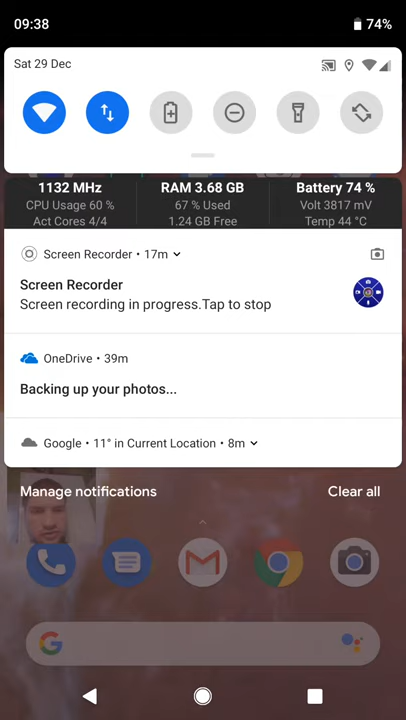 09:38
74%
Sat 29 Dec
1132 MHz
CPU Usage 60 %
Act Cores 4/4
RAM 3.68 GB
67 % Used
1.24 GB Free
Battery 74 %
Volt 3817 mV
Temp 44 °C
Screen Recorder • 17m
Screen Recorder
Screen recording in progress.Tap to stop
OneDrive • 39m
Backing up your photos...
Google • 11° in Current Location • 8m
Manage notifications
Clear all